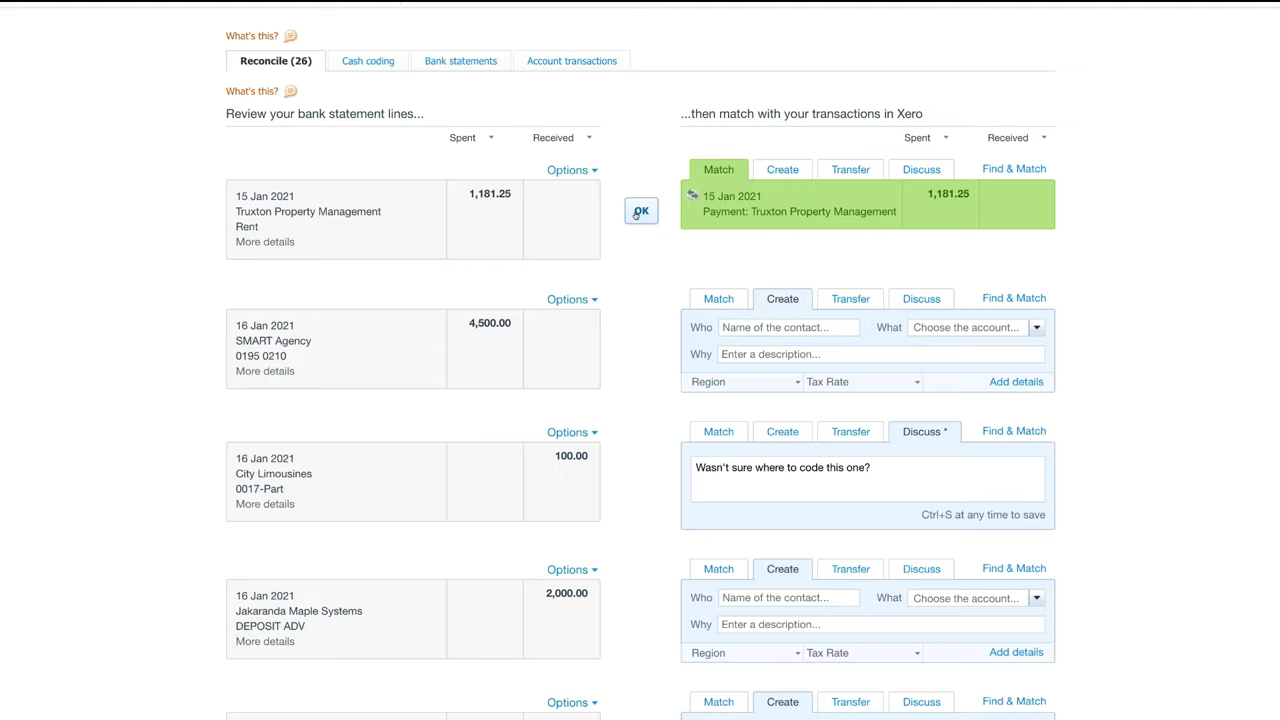 What's this?
Reconcile (26) Cash coding Bank statements Account transactions
What's this?
Review your bank statement lines... ...then match with your transactions in Xero
Spent Received Spent Received
Options Match Create Transfer Discuss Find & Match
15 Jan 2021 1,181.25 OK 15 Jan 2021 1,181.25
Truxton Property Management Payment: Truxton Property Management
Rent
More details
Options Match Create Transfer Discuss Find & Match
16 Jan 2021 4,500.00 Who Name of the contact... What Choose the account...
SMART Agency
0195 0210 Why Enter a description...
More details Region Tax Rate Add details
Options Match Create Transfer Discuss * Find & Match
16 Jan 2021 100.00 Wasn't sure where to code this one?
City Limousines
0017-Part
More details Ctrl+S at any time to save
Options Match Create Transfer Discuss Find & Match
16 Jan 2021 2,000.00 Who Name of the contact... What Choose the account...
Jakaranda Maple Systems
DEPOSIT ADV Why Enter a description...
More details Region Tax Rate Add details
Options Match Create Transfer Discuss Find & Match